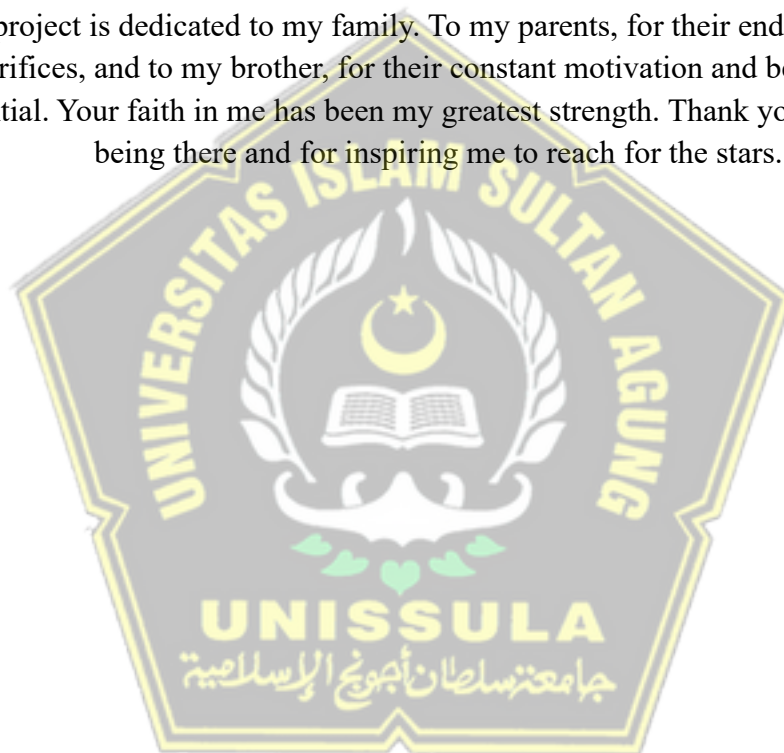 project is dedicated to my family. To my parents, for their end
rifices, and to my brother, for their constant motivation and b
tial. Your faith in me has been my greatest strength. Thank yo
being there and for inspiring me to reach for the stars.
UNIVERSITAS ISLAM SULTAN AGUNG
UNISSULA
جامعة سلطان أجونج الإسلامية